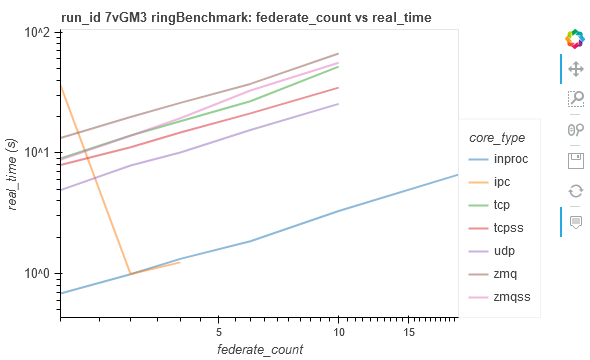 run_id 7vGM3 ringBenchmark: federate_count vs real_time
10^2
10^1
10^0
real_time (s)
5
10
15
federate_count
core_type
inproc
ipc
tcp
tcpss
udp
zmq
zmqss